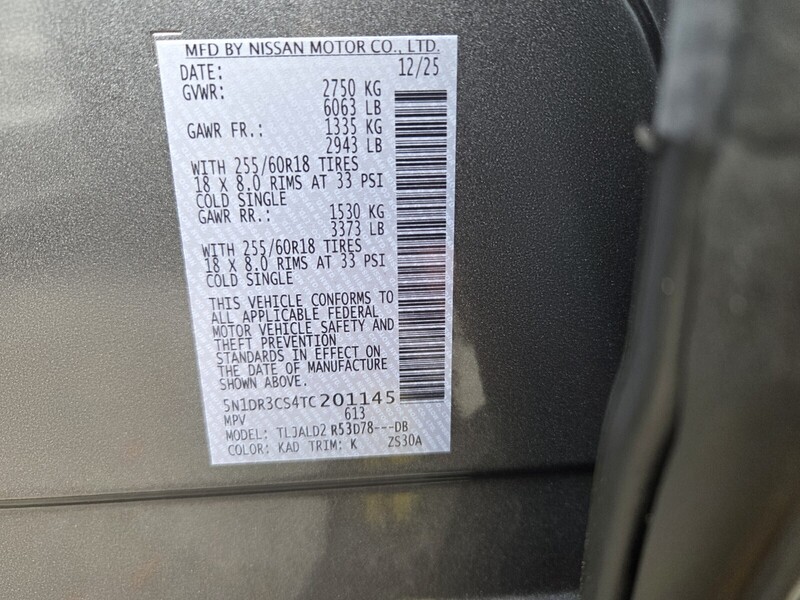 MFD BY NISSAN MOTOR CO., LTD.
DATE: 12/25
GVWR: 2750 KG
6063 LB
GAWR FR.: 1335 KG
2943 LB
WITH 255/60R18 TIRES
18 X 8.0 RIMS AT 33 PSI
COLD SINGLE
GAWR RR.: 1530 KG
3373 LB
WITH 255/60R18 TIRES
18 X 8.0 RIMS AT 33 PSI
COLD SINGLE
THIS VEHICLE CONFORMS TO
ALL APPLICABLE FEDERAL
MOTOR VEHICLE SAFETY AND
THEFT PREVENTION
STANDARDS IN EFFECT ON
THE DATE OF MANUFACTURE
SHOWN ABOVE.
5N1DR3CS4TC201145
MPV 613
MODEL: TLJALD2 R53D78---DB
COLOR: KAD TRIM: K ZS30A